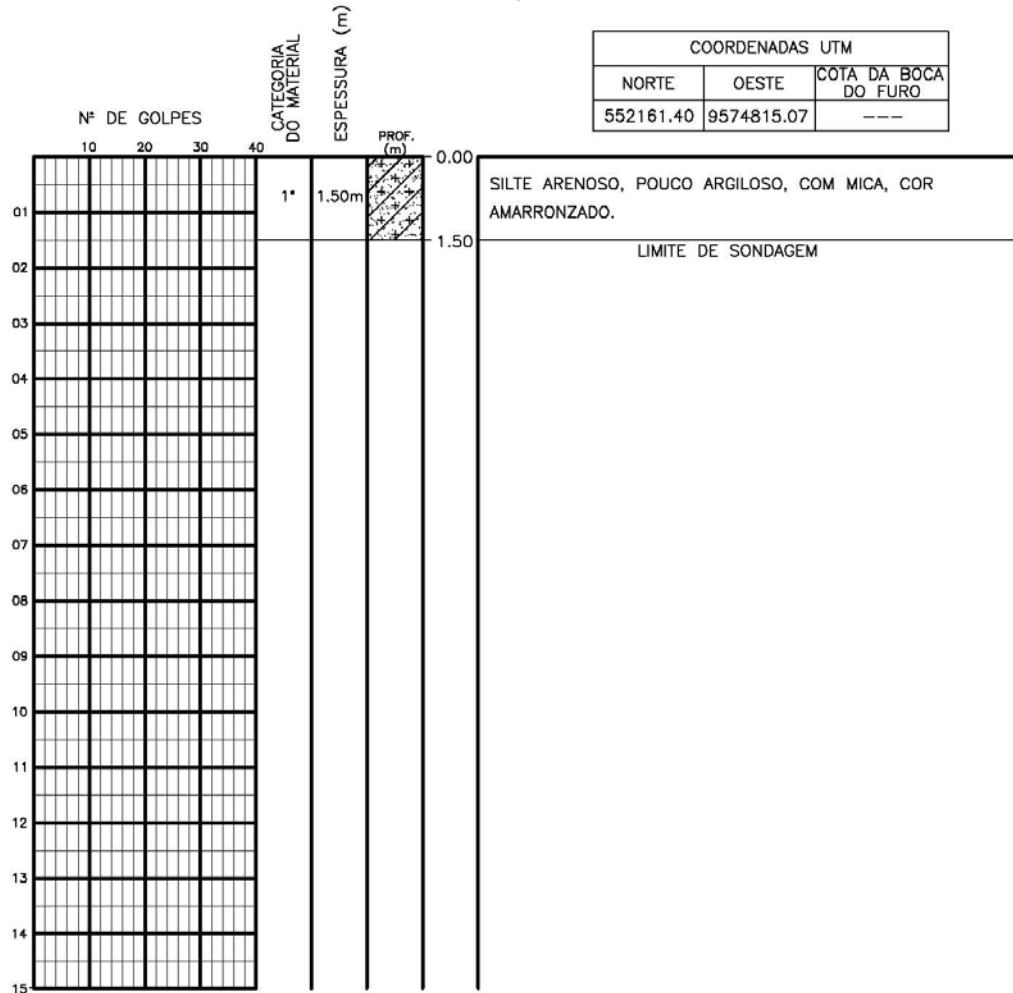 COORDENADAS UTM
NORTE OESTE COTA DA BOCA DO FURO
552161.40 9574815.07 ---
Nº DE GOLPES
CATEGORIA DO MATERIAL
ESPESSURA (m)
PROF. (m)
10 20 30 40
0.00
1ª 1.50m
SILTE ARENOSO, POUCO ARGILOSO, COM MICA, COR
AMARRONZADO.
1.50
LIMITE DE SONDAGEM
01
02
03
04
05
06
07
08
09
10
11
12
13
14
15